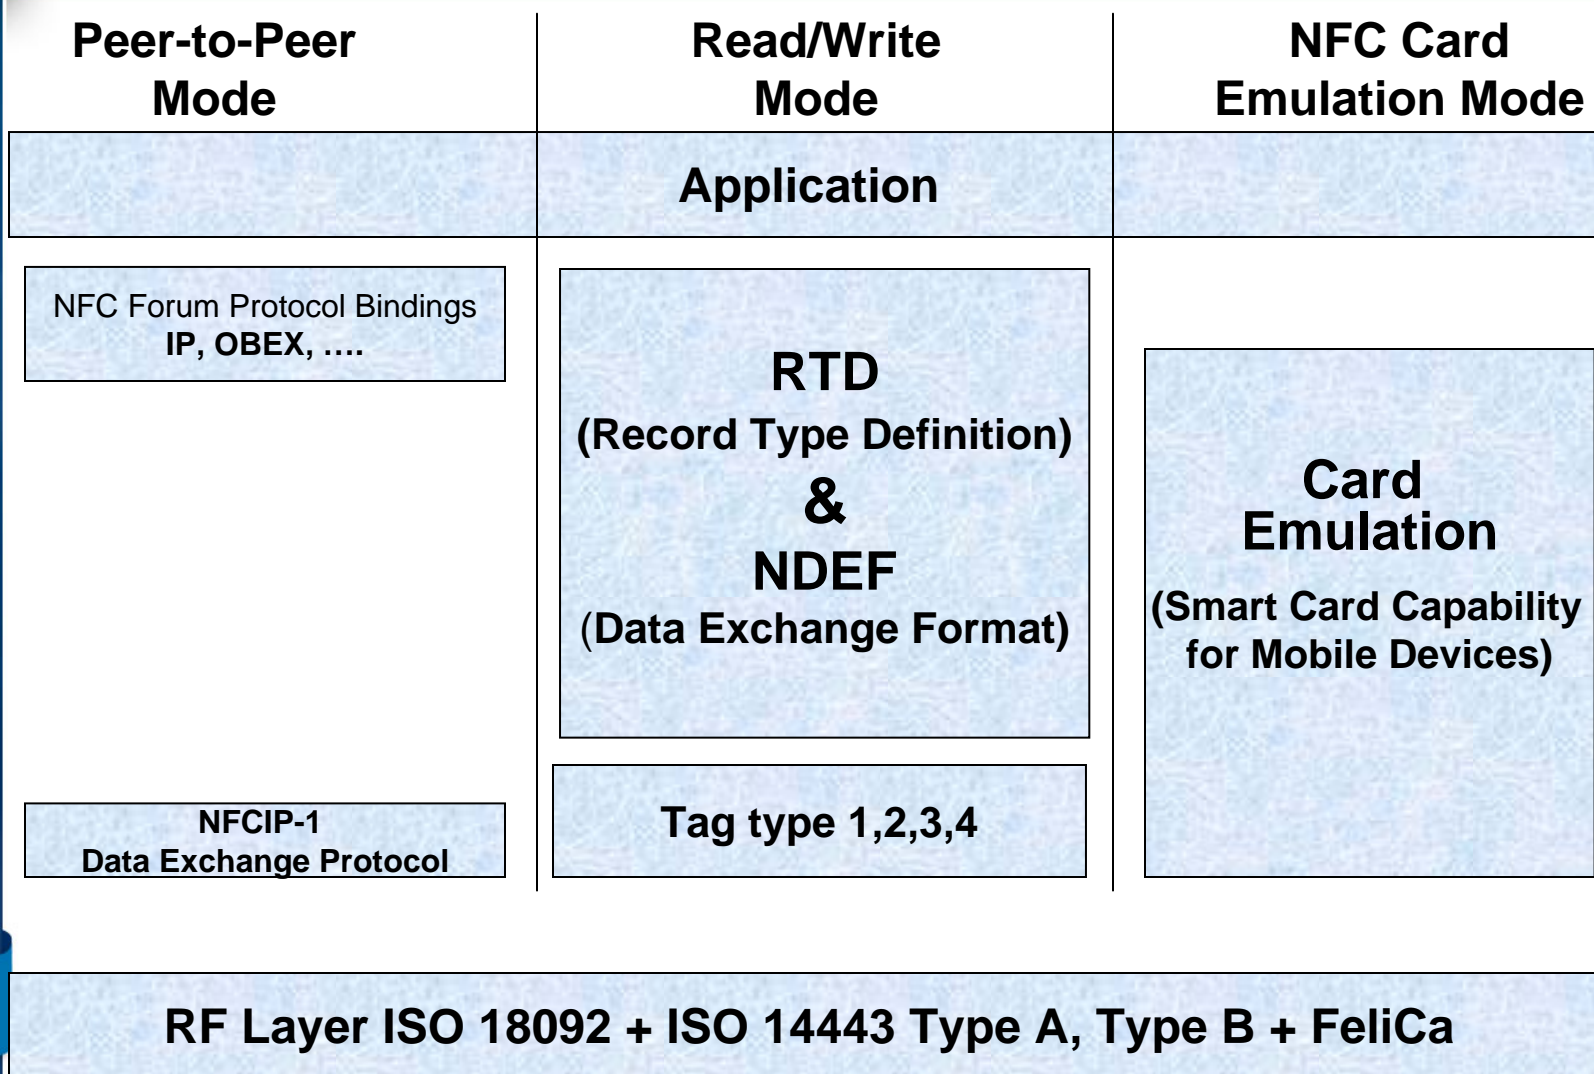 Peer-to-Peer
Mode
Read/Write
Mode
NFC Card
Emulation Mode
Application
NFC Forum Protocol Bindings
IP, OBEX, ….
NFCIP-1
Data Exchange Protocol
RTD
(Record Type Definition)
&
NDEF
(Data Exchange Format)
Tag type 1,2,3,4
Card
Emulation
(Smart Card Capability
for Mobile Devices)
RF Layer ISO 18092 + ISO 14443 Type A, Type B + FeliCa